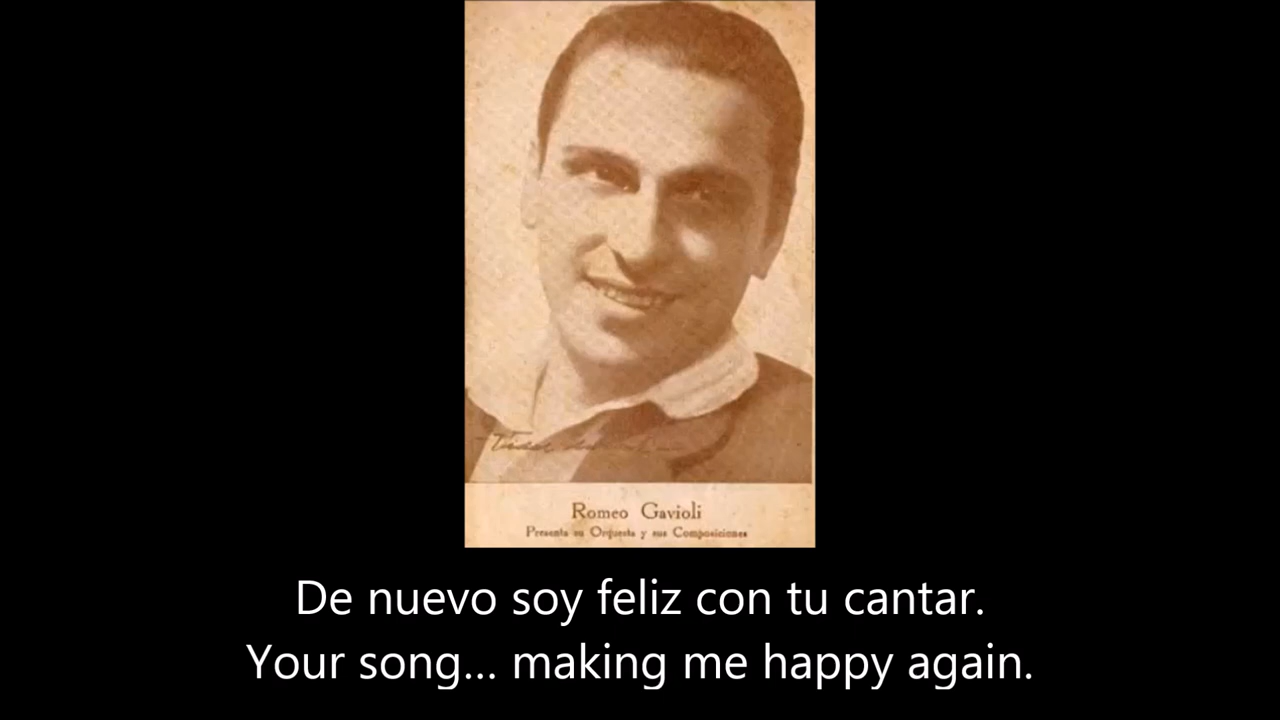 Romeo Gavioli
Presenta su Orquesta y sus Composiciones
De nuevo soy feliz con tu cantar.
Your song... making me happy again.